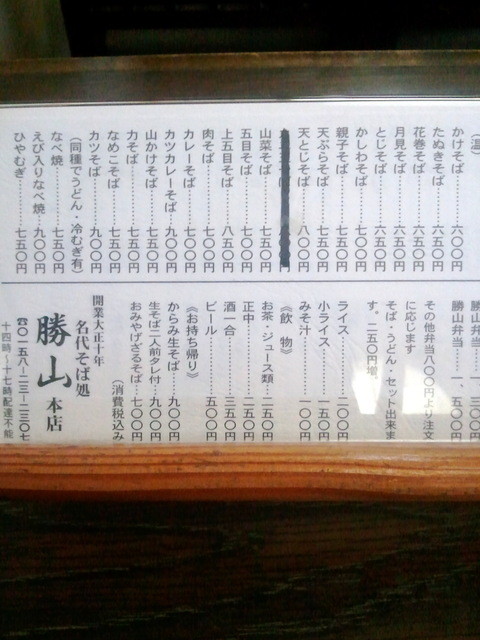 （温）
かけそば………六〇〇円
たぬきそば……六五〇円
花巻そば………六五〇円
月見そば………六五〇円
とじそば………六五〇円
かしわそば……七〇〇円
親子そば………七五〇円
天ぷらそば……七五〇円
天とじそば……八〇〇円
山菜そば………七五〇円
五目そば………七〇〇円
上五目そば……八五〇円
肉そば…………七〇〇円
カレーそば……七〇〇円
カツカレーそば…九〇〇円
山かけそば……七五〇円
力そば…………七五〇円
なめこそば……七五〇円
カツそば………九〇〇円
（同種でうどん・冷むぎ有）
なべ焼…………七五〇円
えび入りなべ焼…九〇〇円
ひやむぎ………七五〇円
勝山弁当………一、五〇〇円
その他弁当八〇〇円より注文
に応じます
そば・うどん・セット出来ま
す。二五〇円増
ライス…………二〇〇円
小ライス………一五〇円
みそ汁…………一〇〇円
《飲　物》
お茶・ジュース類…二五〇円
正中……………二五〇円
酒一合…………三五〇円
ビール…………五五〇円
《お持ち帰り》
からみ生そば…九〇〇円
生そば二人前タレ付…九〇〇円
おみやげざるそば…七〇〇円
（消費税込み
開業大正十年
名代そば処
勝山本店
☎〇一五八-二三-二三〇七
十四時〜十七時配達不能